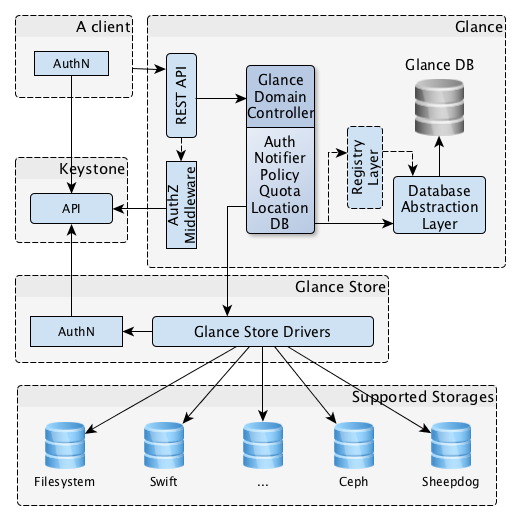 A client
AuthN
Glance
REST API
Glance
Domain
Controller
Auth
Notifier
Policy
Quota
Location
DB
Glance DB
Registry
Layer
Database
Abstraction
Layer
AuthZ
Middleware
Keystone
API
Glance Store
AuthN
Glance Store Drivers
Supported Storages
Filesystem
Swift
...
Ceph
Sheepdog